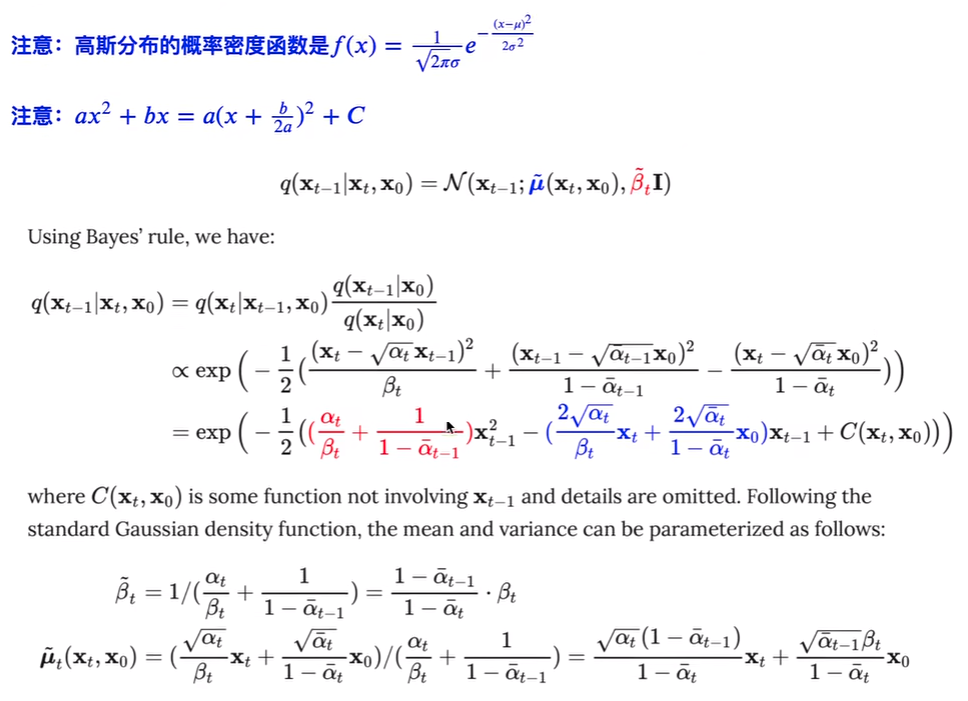 注意：高斯分布的概率密度函数是$f(x) = \frac{1}{\sqrt{2\pi}\sigma} e^{-\frac{(x-\mu)^2}{2\sigma^2}}$
注意：$ax^2 + bx = a(x + \frac{b}{2a})^2 + C$
$q(\mathbf{x}_{t-1}|\mathbf{x}_t, \mathbf{x}_0) = \mathcal{N}(\mathbf{x}_{t-1}; \tilde{\boldsymbol{\mu}}(\mathbf{x}_t, \mathbf{x}_0), \tilde{\beta}_t \mathbf{I})$
Using Bayes’ rule, we have:
$q(\mathbf{x}_{t-1}|\mathbf{x}_t, \mathbf{x}_0) = q(\mathbf{x}_t|\mathbf{x}_{t-1}, \mathbf{x}_0) \frac{q(\mathbf{x}_{t-1}|\mathbf{x}_0)}{q(\mathbf{x}_t|\mathbf{x}_0)}$
$\propto \exp\Big(-\frac{1}{2}\big(\frac{(\mathbf{x}_t - \sqrt{\alpha_t}\mathbf{x}_{t-1})^2}{\beta_t} + \frac{(\mathbf{x}_{t-1} - \sqrt{\bar{\alpha}_{t-1}}\mathbf{x}_0)^2}{1-\bar{\alpha}_{t-1}} - \frac{(\mathbf{x}_t - \sqrt{\bar{\alpha}_t}\mathbf{x}_0)^2}{1-\bar{\alpha}_t}\big)\Big)$
$= \exp\Big(-\frac{1}{2}\big((\frac{\alpha_t}{\beta_t} + \frac{1}{1-\bar{\alpha}_{t-1}})\mathbf{x}_{t-1}^2 - (\frac{2\sqrt{\alpha_t}}{\beta_t}\mathbf{x}_t + \frac{2\sqrt{\bar{\alpha}_t}}{1-\bar{\alpha}_t}\mathbf{x}_0)\mathbf{x}_{t-1} + C(\mathbf{x}_t, \mathbf{x}_0)\big)\Big)$
where $C(\mathbf{x}_t, \mathbf{x}_0)$ is some function not involving $\mathbf{x}_{t-1}$ and details are omitted. Following the
standard Gaussian density function, the mean and variance can be parameterized as follows:
$\tilde{\beta}_t = 1/(\frac{\alpha_t}{\beta_t} + \frac{1}{1-\bar{\alpha}_{t-1}}) = \frac{1-\bar{\alpha}_{t-1}}{1-\bar{\alpha}_t} \cdot \beta_t$
$\tilde{\boldsymbol{\mu}}_t(\mathbf{x}_t, \mathbf{x}_0) = (\frac{\sqrt{\alpha_t}}{\beta_t}\mathbf{x}_t + \frac{\sqrt{\bar{\alpha}_t}}{1-\bar{\alpha}_t}\mathbf{x}_0)/(\frac{\alpha_t}{\beta_t} + \frac{1}{1-\bar{\alpha}_{t-1}}) = \frac{\sqrt{\alpha_t}(1-\bar{\alpha}_{t-1})}{1-\bar{\alpha}_t}\mathbf{x}_t + \frac{\sqrt{\bar{\alpha}_{t-1}}\beta_t}{1-\bar{\alpha}_t}\mathbf{x}_0$